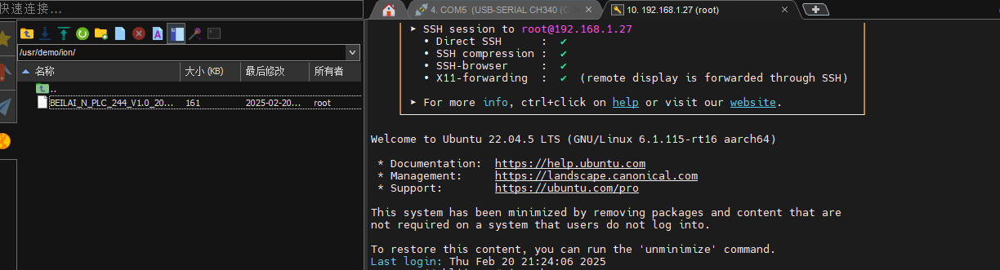 快速连接...
4. COM5 (USB-SERIAL CH340 (CO
10. 192.168.1.27 (root)
/usr/demo/ion/
名称 大小 (KB) 最后修改 所有者
..
BEILAI_N_PLC_244_V1.0_20... 161 2025-02-20... root
➤ SSH session to root@192.168.1.27
• Direct SSH : ✔
• SSH compression : ✔
• SSH-browser : ✔
• X11-forwarding : ✔ (remote display is forwarded through SSH)
➤ For more info, ctrl+click on help or visit our website.
Welcome to Ubuntu 22.04.5 LTS (GNU/Linux 6.1.115-rt16 aarch64)
* Documentation: https://help.ubuntu.com
* Management: https://landscape.canonical.com
* Support: https://ubuntu.com/pro
This system has been minimized by removing packages and content that are
not required on a system that users do not log into.
To restore this content, you can run the 'unminimize' command.
Last login: Thu Feb 20 21:24:06 2025